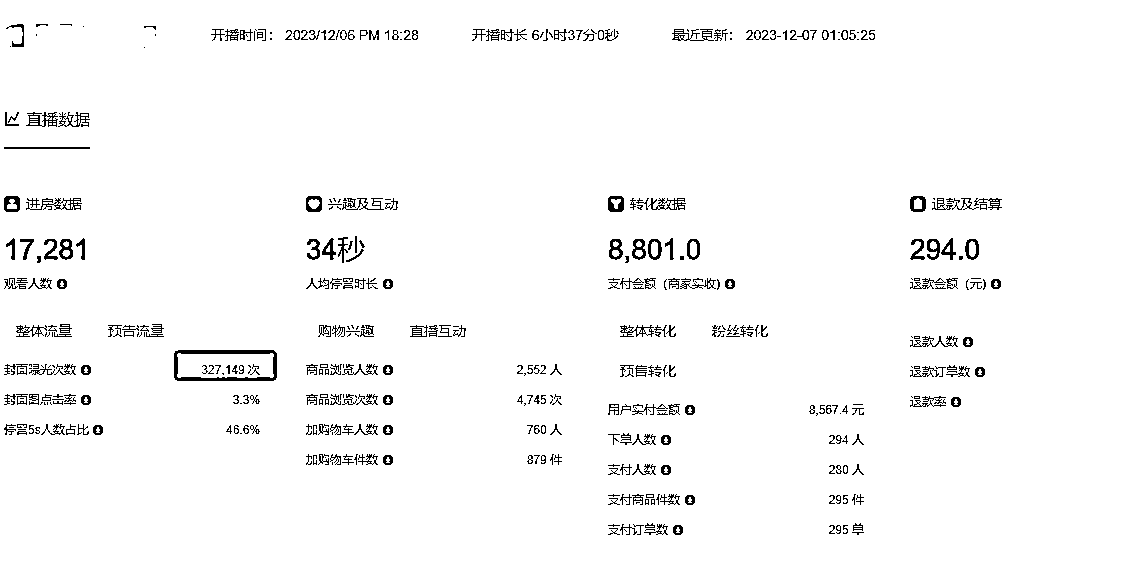 开播时间： 2023/12/06 PM 18:28 开播时长 6小时37分0秒 最近更新： 2023-12-07 01:05:25
直播数据
进房数据 兴趣及互动 转化数据 退款及结算
17,281 34秒 8,801.0 294.0
观看人数 人均停留时长 支付金额（商家实收） 退款金额（元）
整体流量 预告流量 购物兴趣 直播互动 整体转化 粉丝转化
退款人数
封面曝光次数 327,149 次 商品浏览人数 2,552 人 预售转化 退款订单数
封面图点击率 3.3% 商品浏览次数 4,745 次 用户实付金额 8,567.4 元 退款率
停留5s人数占比 46.6% 加购物车人数 760 人 下单人数 294 人
加购物车件数 879 件 支付人数 280 人
支付商品件数 295 件
支付订单数 295 单